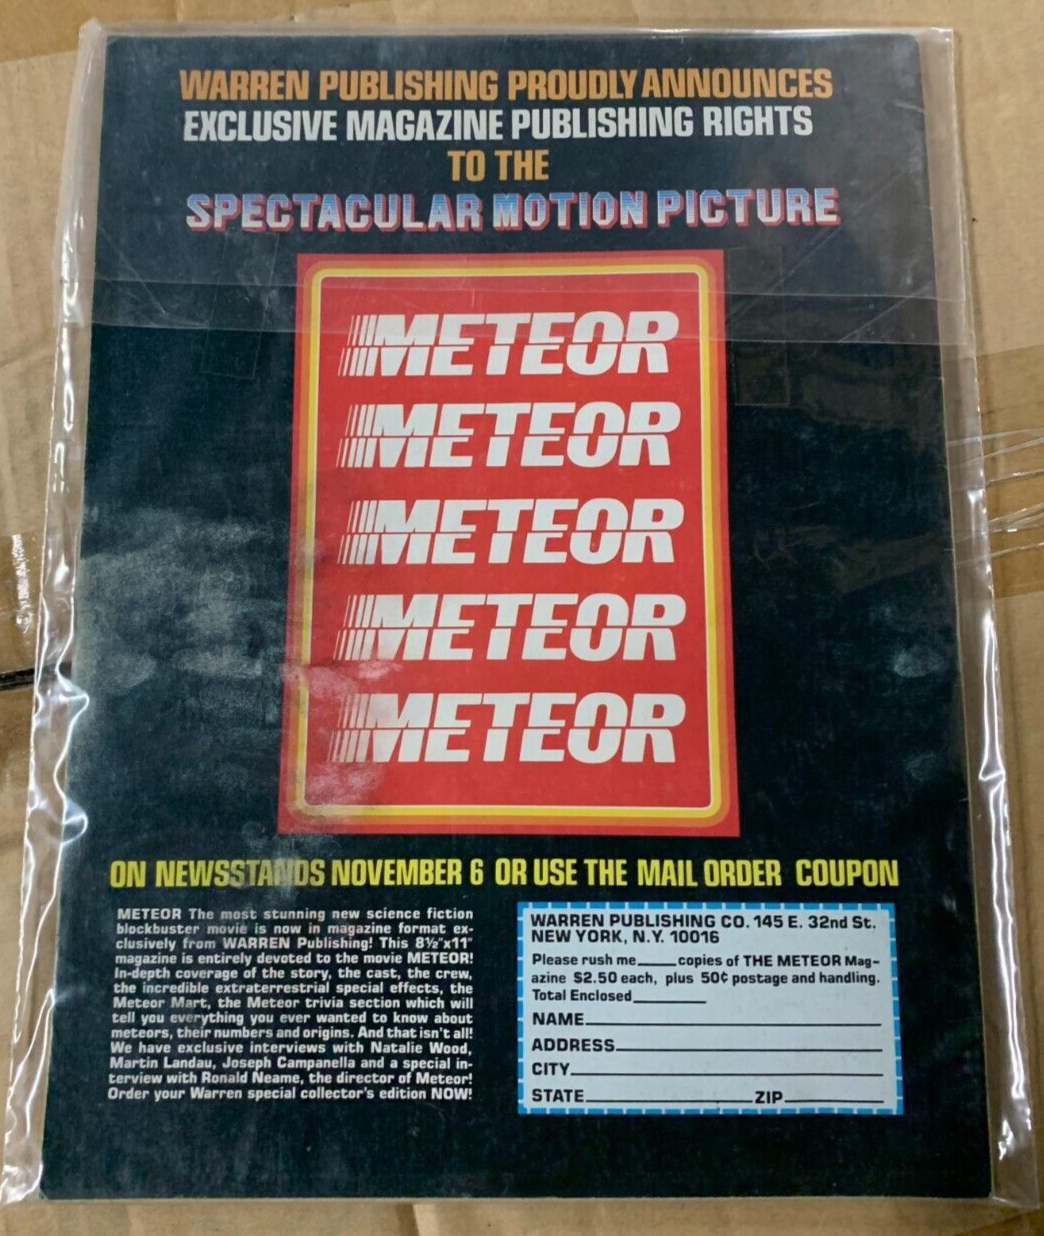 WARREN PUBLISHING PROUDLY ANNOUNCES
EXCLUSIVE MAGAZINE PUBLISHING RIGHTS
TO THE
SPECTACULAR MOTION PICTURE
METEOR
METEOR
METEOR
METEOR
METEOR
ON NEWSSTANDS NOVEMBER 6 OR USE THE MAIL ORDER COUPON
METEOR The most stunning new science fiction
blockbuster movie is now in magazine format ex-
clusively from WARREN Publishing! This 8½"x11"
magazine is entirely devoted to the movie METEOR!
In-depth coverage of the story, the cast, the crew,
the incredible extraterrestrial special effects, the
Meteor Mart, the Meteor trivia section which will
tell you everything you ever wanted to know about
meteors, their numbers and origins. And that isn't all!
We have exclusive interviews with Natalie Wood,
Martin Landau, Joseph Campanella and a special in-
terview with Ronald Neame, the director of Meteor!
Order your Warren special collector's edition NOW!
WARREN PUBLISHING CO. 145 E. 32nd St.
NEW YORK, N.Y. 10016
Please rush me_____ copies of THE METEOR Mag-
azine $2.50 each, plus 50¢ postage and handling.
Total Enclosed_________
NAME
ADDRESS
CITY
STATE ZIP